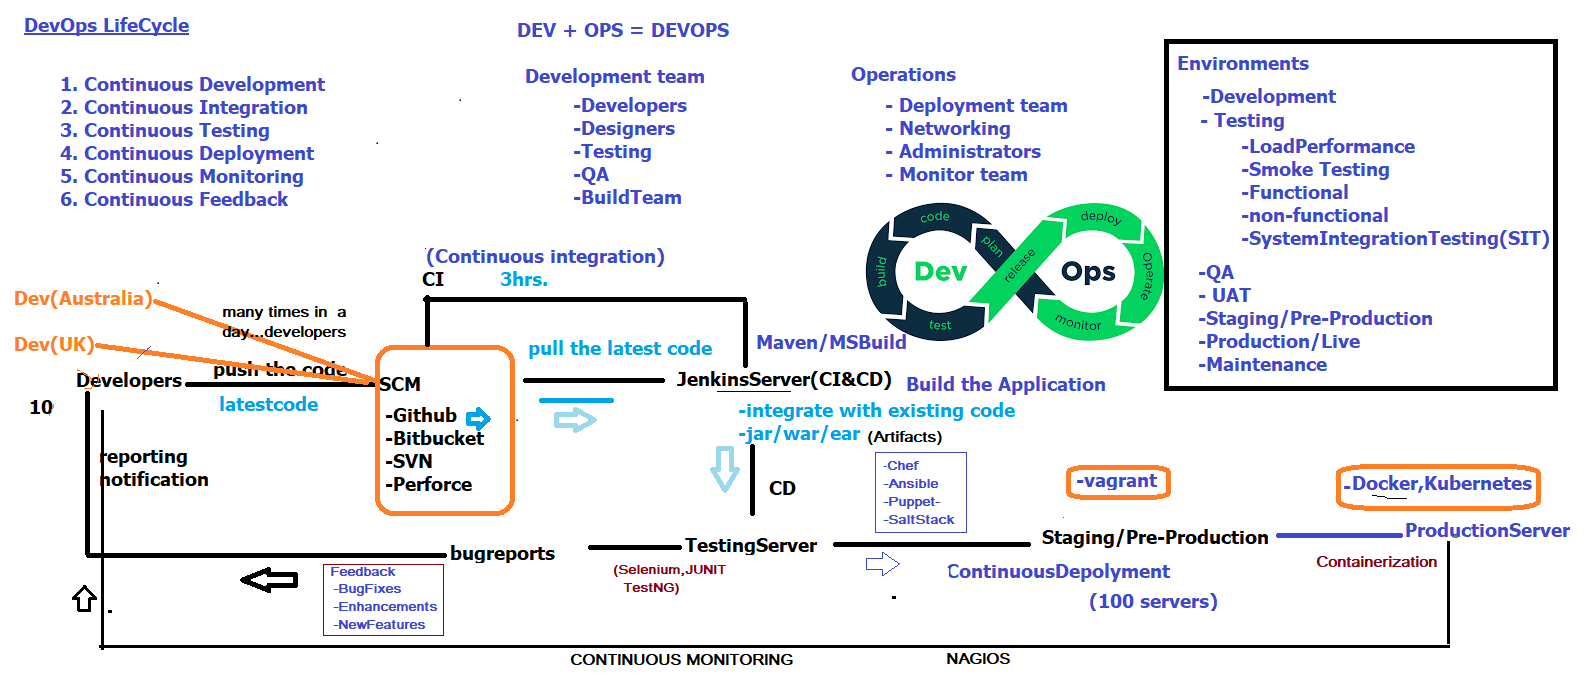 DevOps LifeCycle
DEV + OPS = DEVOPS
1. Continuous Development
2. Continuous Integration
3. Continuous Testing
4. Continuous Deployment
5. Continuous Monitoring
6. Continuous Feedback
Development team
-Developers
-Designers
-Testing
-QA
-BuildTeam
Operations
- Deployment team
- Networking
- Administrators
- Monitor team
Environments
-Development
- Testing
-LoadPerformance
-Smoke Testing
-Functional
-non-functional
-SystemIntegrationTesting(SIT)
-QA
- UAT
-Staging/Pre-Production
-Production/Live
-Maintenance
code
build
test
plan
Dev
release
deploy
Operate
monitor
Ops
(Continuous integration)
CI
3hrs.
Dev(Australia)
Dev(UK)
many times in a
day...developers
push the code
Developers
10
latestcode
SCM
-Github
-Bitbucket
-SVN
-Perforce
pull the latest code
Maven/MSBuild
JenkinsServer(CI&CD)
Build the Application
-integrate with existing code
-jar/war/ear (Artifacts)
CD
-Chef
-Ansible
-Puppet-
-SaltStack
-vagrant
-Docker,Kubernetes
reporting
notification
bugreports
TestingServer
Staging/Pre-Production
ProductionServer
(Selenium,JUNIT
TestNG)
ContinuousDepolyment
(100 servers)
Containerization
Feedback
-BugFixes
-Enhancements
-NewFeatures
CONTINUOUS MONITORING
NAGIOS